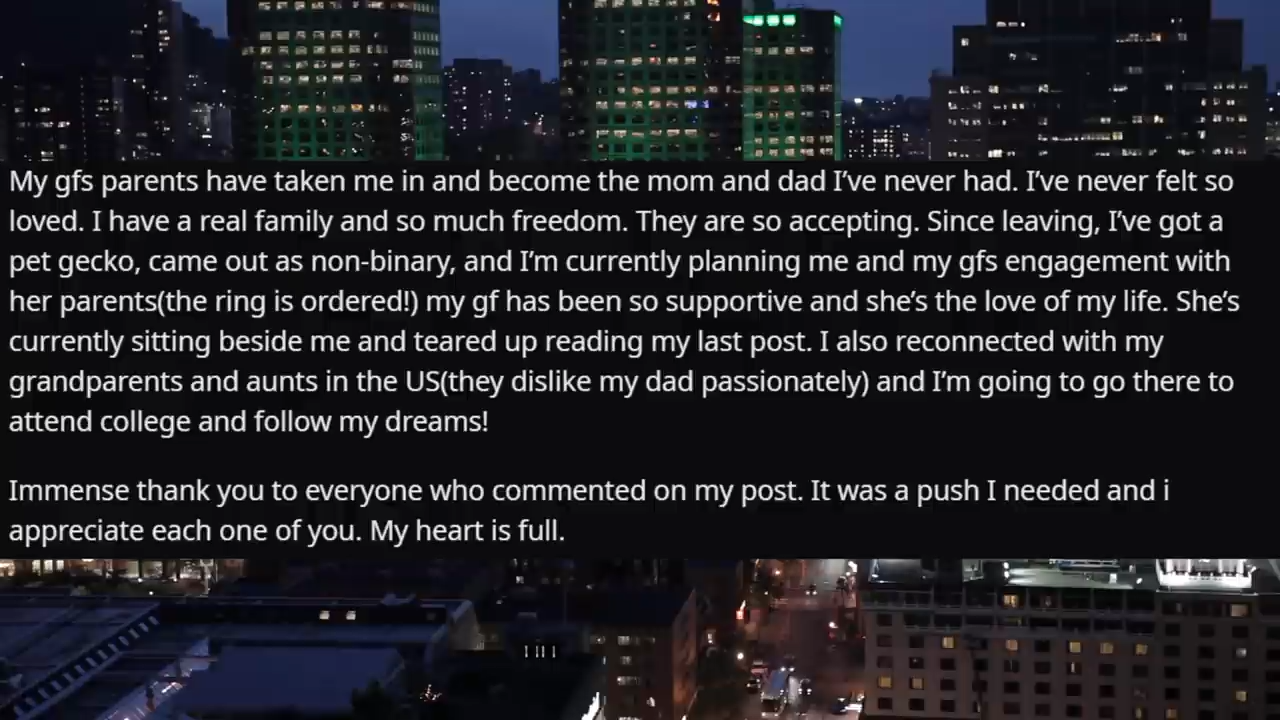 My gfs parents have taken me in and become the mom and dad I’ve never had. I’ve never felt so
loved. I have a real family and so much freedom. They are so accepting. Since leaving, I’ve got a
pet gecko, came out as non-binary, and I’m currently planning me and my gfs engagement with
her parents(the ring is ordered!) my gf has been so supportive and she’s the love of my life. She’s
currently sitting beside me and teared up reading my last post. I also reconnected with my
grandparents and aunts in the US(they dislike my dad passionately) and I’m going to go there to
attend college and follow my dreams!
Immense thank you to everyone who commented on my post. It was a push I needed and i
appreciate each one of you. My heart is full.